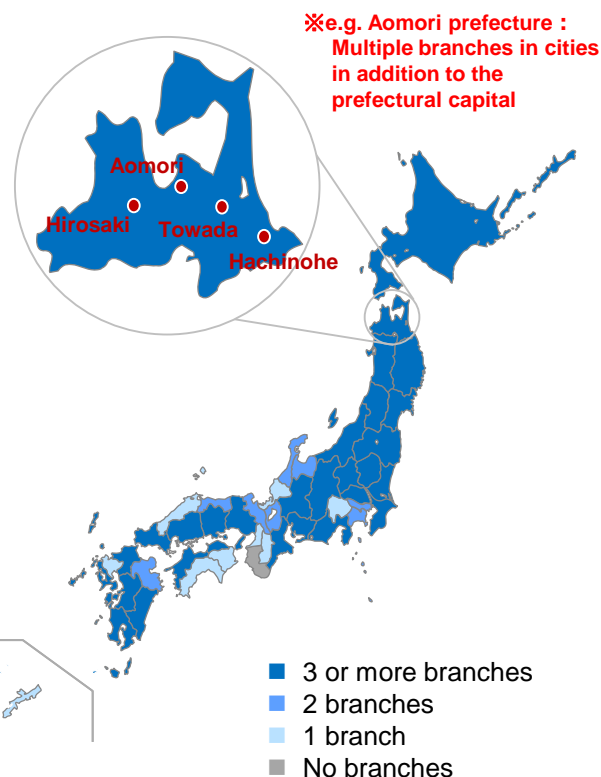 ※e.g. Aomori prefecture：
Multiple branches in cities
in addition to the
prefectural capital
Aomori
Hirosaki
Towada
Hachinohe
3 or more branches
2 branches
1 branch
No branches